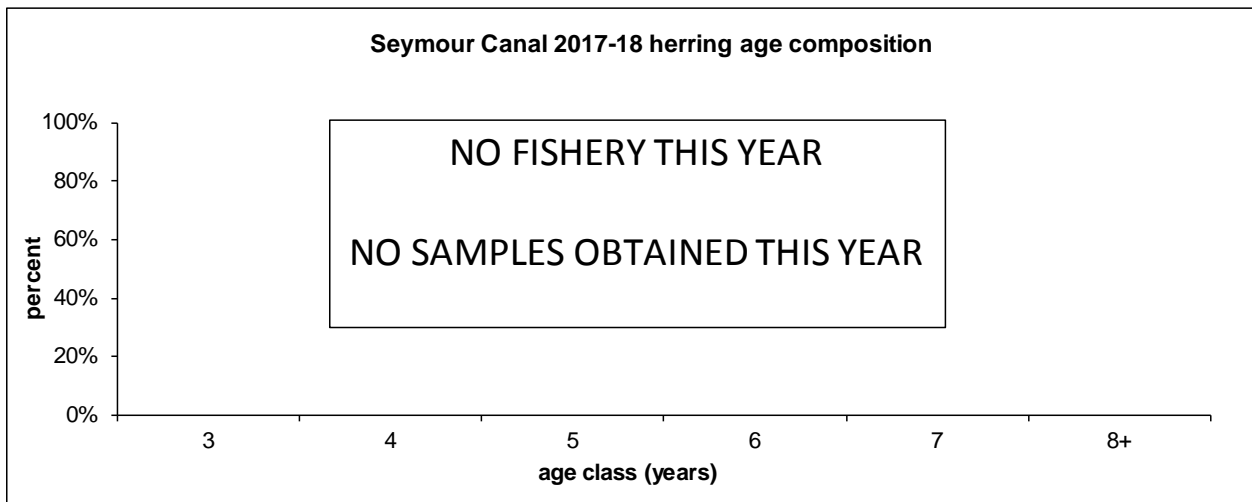 Seymour Canal 2017-18 herring age composition
100%
80%
60%
40%
20%
0%
percent
NO FISHERY THIS YEAR
NO SAMPLES OBTAINED THIS YEAR
3 4 5 6 7 8+
age class (years)